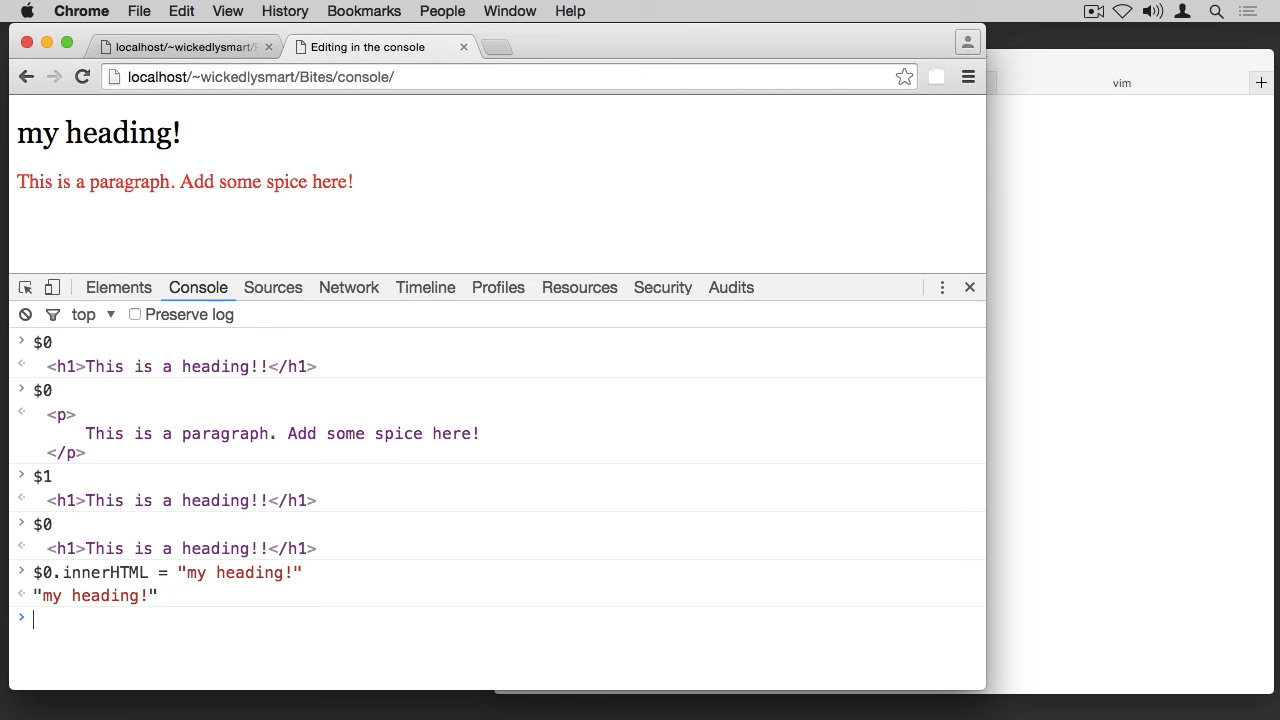 Chrome File Edit View History Bookmarks People Window Help
localhost/~wickedlysmart/
Editing in the console
localhost/~wickedlysmart/Bites/console/
vim
my heading!
This is a paragraph. Add some spice here!
Elements Console Sources Network Timeline Profiles Resources Security Audits
top Preserve log
$0
<h1>This is a heading!!</h1>
$0
<p>
This is a paragraph. Add some spice here!
</p>
$1
<h1>This is a heading!!</h1>
$0
<h1>This is a heading!!</h1>
$0.innerHTML = "my heading!"
"my heading!"